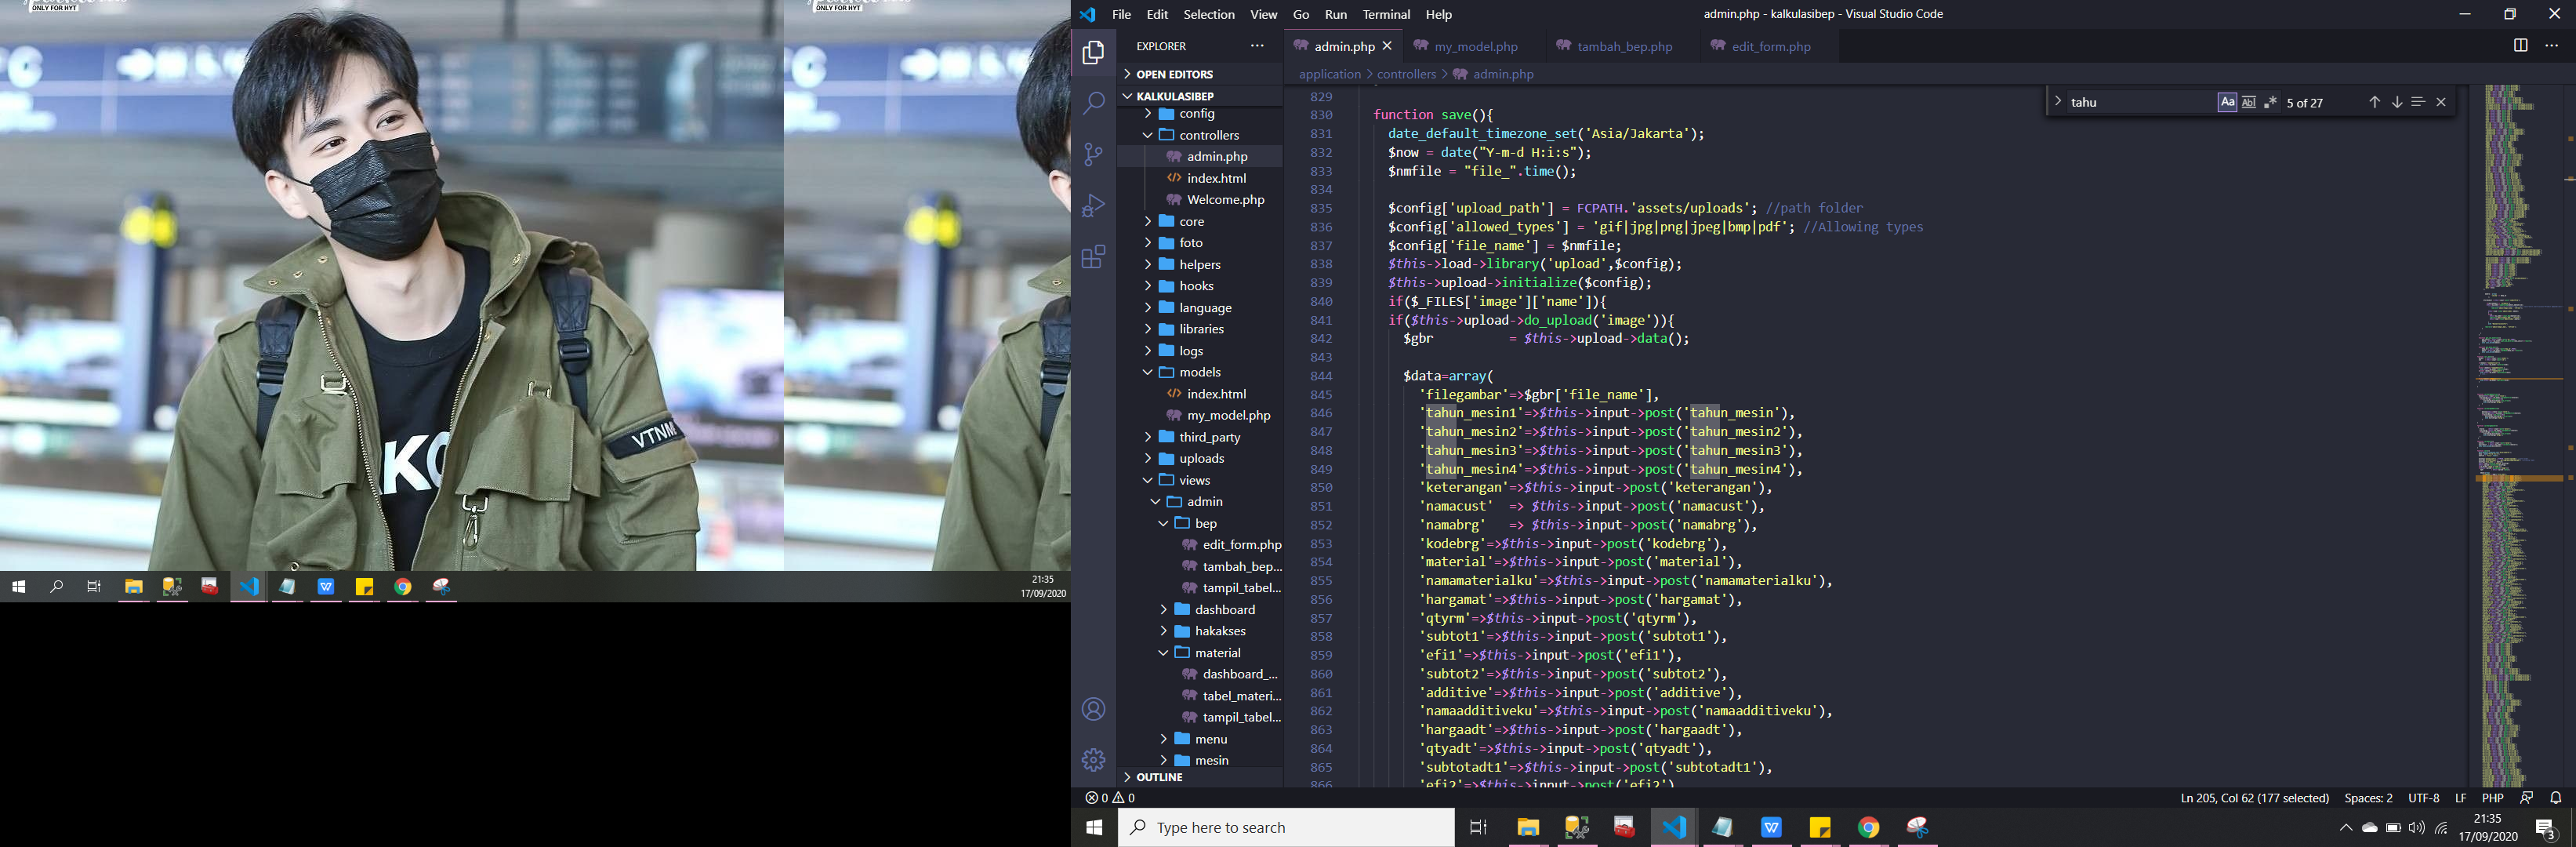 ONLY FOR HYT
ONLY FOR HYT
KO
VTNM
21:35
17/09/2020
File Edit Selection View Go Run Terminal Help
admin.php - kalkulasibep - Visual Studio Code
EXPLORER
OPEN EDITORS
KALKULASIBEP
config
controllers
admin.php
index.html
Welcome.php
core
foto
helpers
hooks
language
libraries
logs
models
index.html
my_model.php
third_party
uploads
views
admin
bep
edit_form.php
tambah_bep...
tampil_tabel...
dashboard
hakakses
material
dashboard_...
tabel_materi...
tampil_tabel...
menu
mesin
OUTLINE
admin.php my_model.php tambah_bep.php edit_form.php
application > controllers > admin.php
tahu Aa Abl .* 5 of 27
829
830 function save(){
831 date_default_timezone_set('Asia/Jakarta');
832 $now = date("Y-m-d H:i:s");
833 $nmfile = "file_".time();
834
835 $config['upload_path'] = FCPATH.'assets/uploads'; //path folder
836 $config['allowed_types'] = 'gif|jpg|png|jpeg|bmp|pdf'; //Allowing types
837 $config['file_name'] = $nmfile;
838 $this->load->library('upload',$config);
839 $this->upload->initialize($config);
840 if($_FILES['image']['name']){
841 if($this->upload->do_upload('image')){
842 $gbr = $this->upload->data();
843
844 $data=array(
845 'filegambar'=>$gbr['file_name'],
846 'tahun_mesin1'=>$this->input->post('tahun_mesin'),
847 'tahun_mesin2'=>$this->input->post('tahun_mesin2'),
848 'tahun_mesin3'=>$this->input->post('tahun_mesin3'),
849 'tahun_mesin4'=>$this->input->post('tahun_mesin4'),
850 'keterangan'=>$this->input->post('keterangan'),
851 'namacust' => $this->input->post('namacust'),
852 'namabrg' => $this->input->post('namabrg'),
853 'kodebrg'=>$this->input->post('kodebrg'),
854 'material'=>$this->input->post('material'),
855 'namamaterialku'=>$this->input->post('namamaterialku'),
856 'hargamat'=>$this->input->post('hargamat'),
857 'qtyrm'=>$this->input->post('qtyrm'),
858 'subtot1'=>$this->input->post('subtot1'),
859 'efi1'=>$this->input->post('efi1'),
860 'subtot2'=>$this->input->post('subtot2'),
861 'additive'=>$this->input->post('additive'),
862 'namaadditiveku'=>$this->input->post('namaadditiveku'),
863 'hargaadt'=>$this->input->post('hargaadt'),
864 'qtyadt'=>$this->input->post('qtyadt'),
865 'subtotadt1'=>$this->input->post('subtotadt1'),
866 'efi2'=>$this->input->post('efi2')
0 0
Ln 205, Col 62 (177 selected) Spaces: 2 UTF-8 LF PHP
Type here to search
21:35
17/09/2020
3